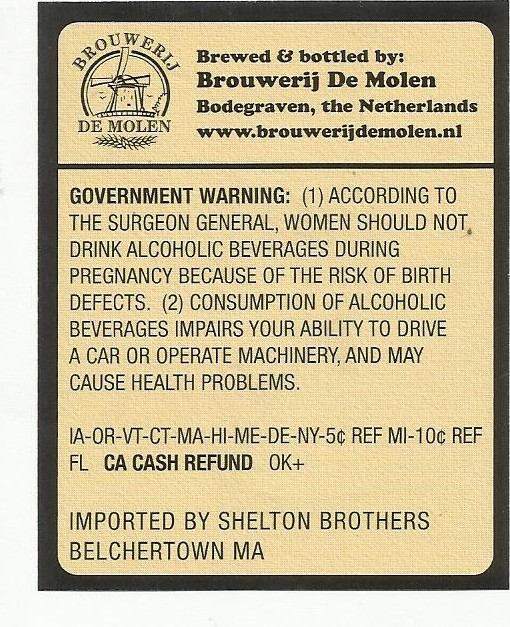 BROUWERIJ
DE MOLEN
Brewed & bottled by:
Brouwerij De Molen
Bodegraven, the Netherlands
www.brouwerijdemolen.nl
GOVERNMENT WARNING: (1) ACCORDING TO
THE SURGEON GENERAL, WOMEN SHOULD NOT
DRINK ALCOHOLIC BEVERAGES DURING
PREGNANCY BECAUSE OF THE RISK OF BIRTH
DEFECTS. (2) CONSUMPTION OF ALCOHOLIC
BEVERAGES IMPAIRS YOUR ABILITY TO DRIVE
A CAR OR OPERATE MACHINERY, AND MAY
CAUSE HEALTH PROBLEMS.
IA-OR-VT-CT-MA-HI-ME-DE-NY-5¢ REF MI-10¢ REF
FL CA CASH REFUND OK+
IMPORTED BY SHELTON BROTHERS
BELCHERTOWN MA